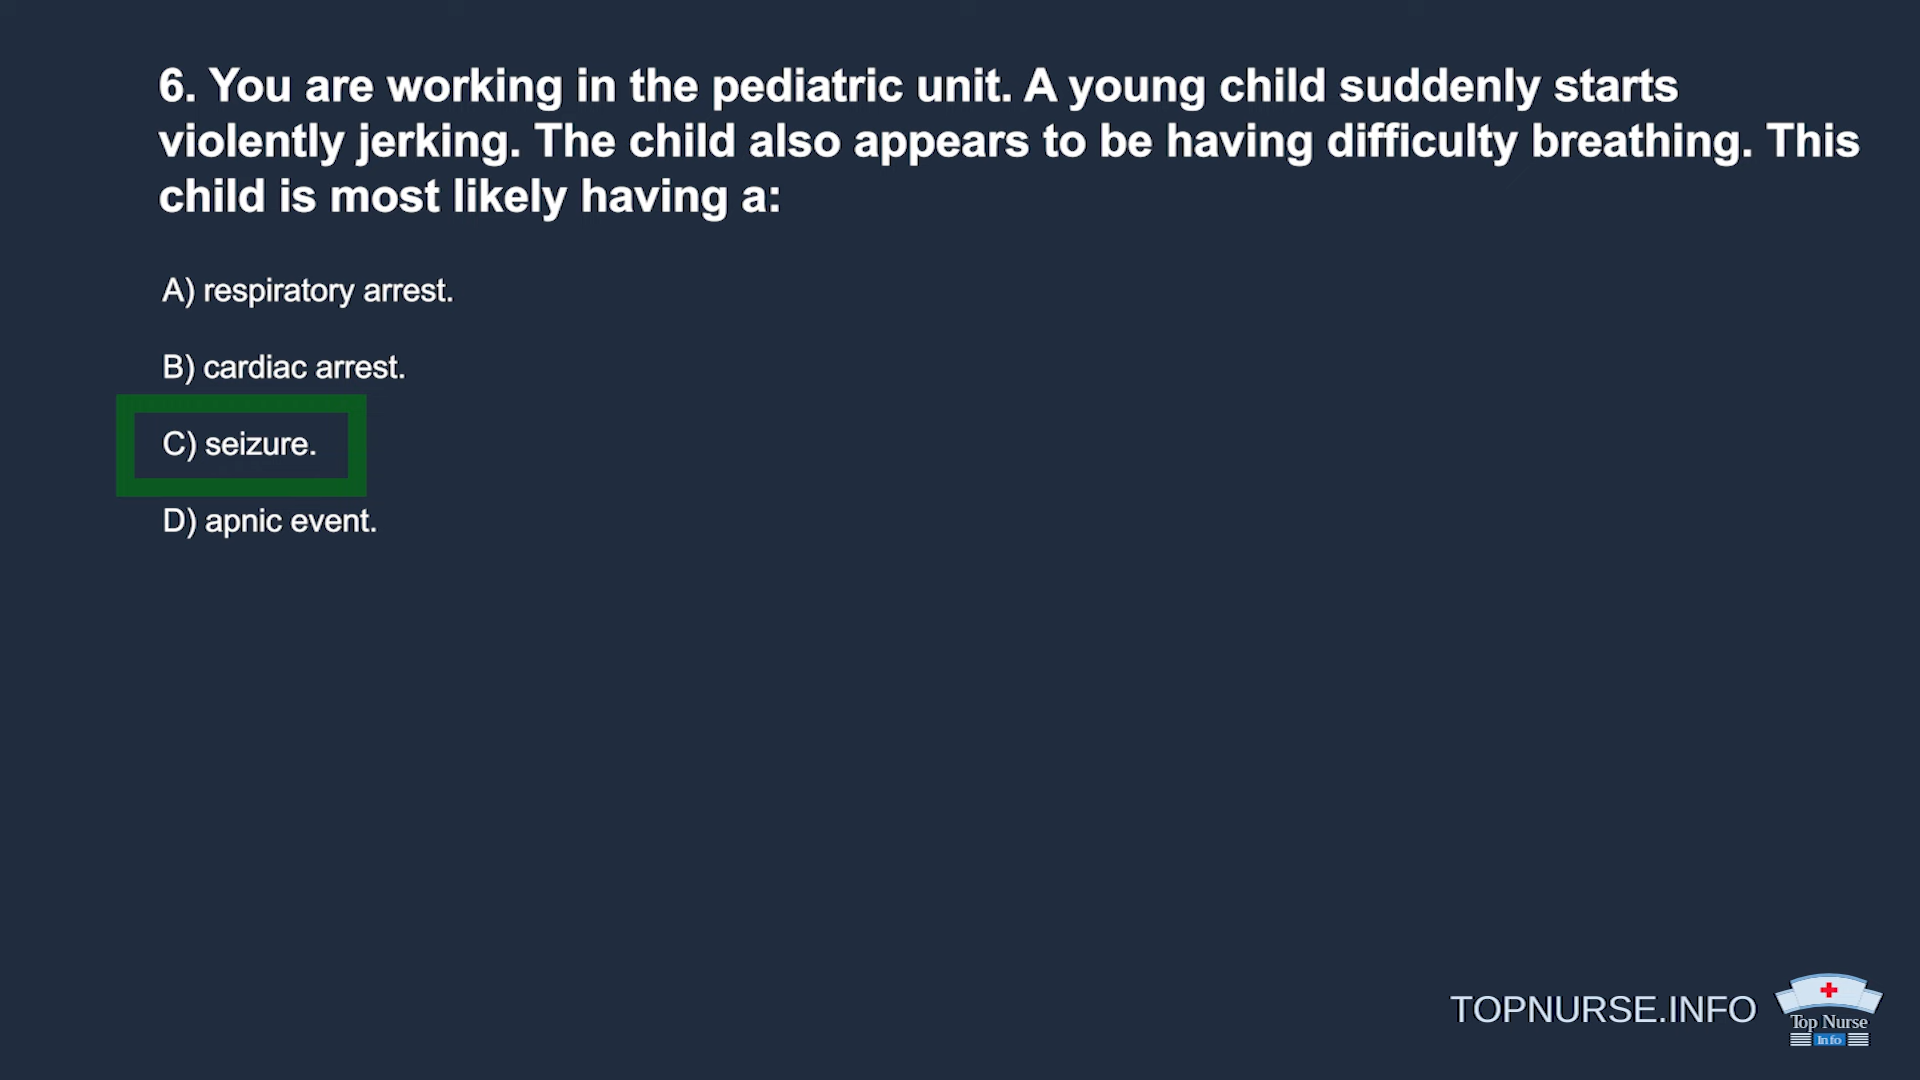 6. You are working in the pediatric unit. A young child suddenly starts
violently jerking. The child also appears to be having difficulty breathing. This
child is most likely having a:
A) respiratory arrest.
B) cardiac arrest.
C) seizure.
D) apnic event.
TOPNURSE.INFO
Top Nurse
Info